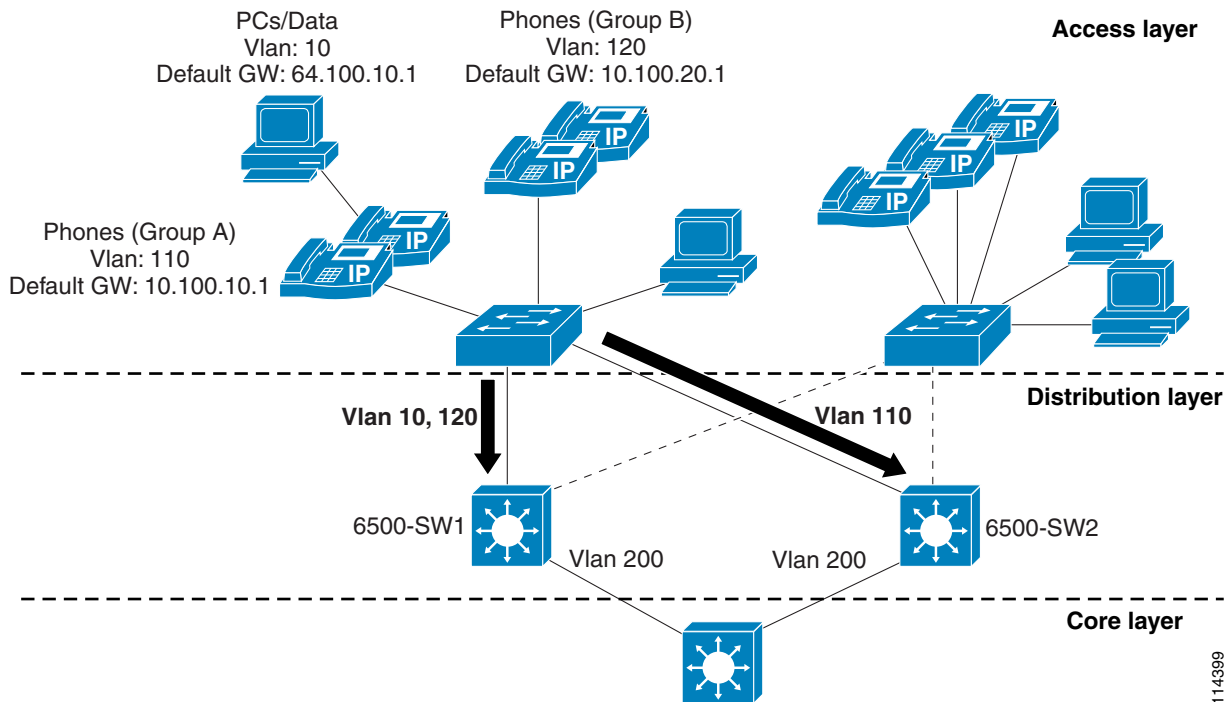 PCs/Data
Vlan: 10
Default GW: 64.100.10.1
Phones (Group B)
Vlan: 120
Default GW: 10.100.20.1
Access layer
IP
IP
IP
IP
IP
Phones (Group A)
Vlan: 110
Default GW: 10.100.10.1
IP
IP
Distribution layer
Vlan 10, 120
Vlan 110
6500-SW1
6500-SW2
Vlan 200
Vlan 200
Core layer
114399